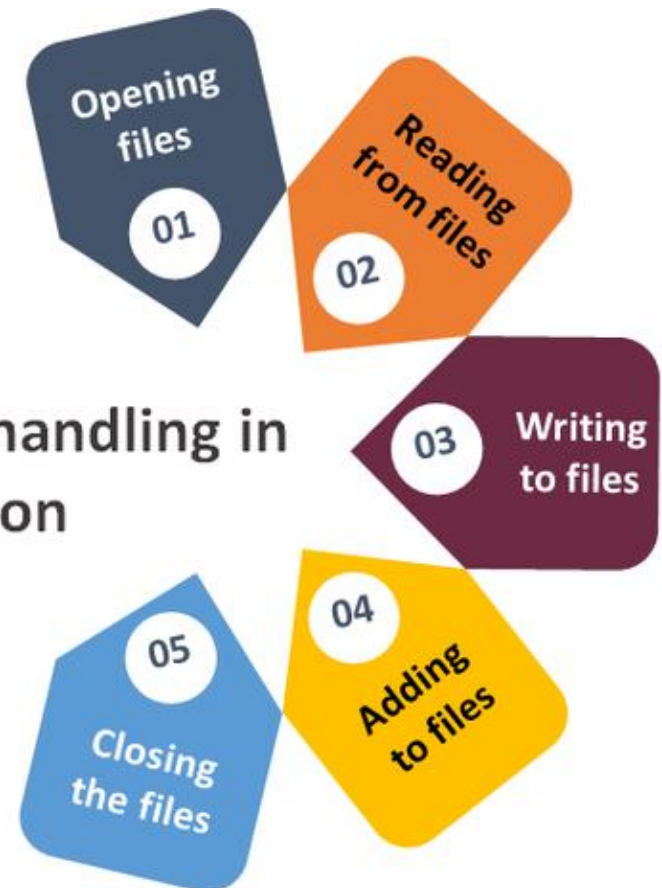 Opening
files
01
Reading
from files
02
handling in
on
03
Writing
to files
04
Adding
to files
05
Closing
the files